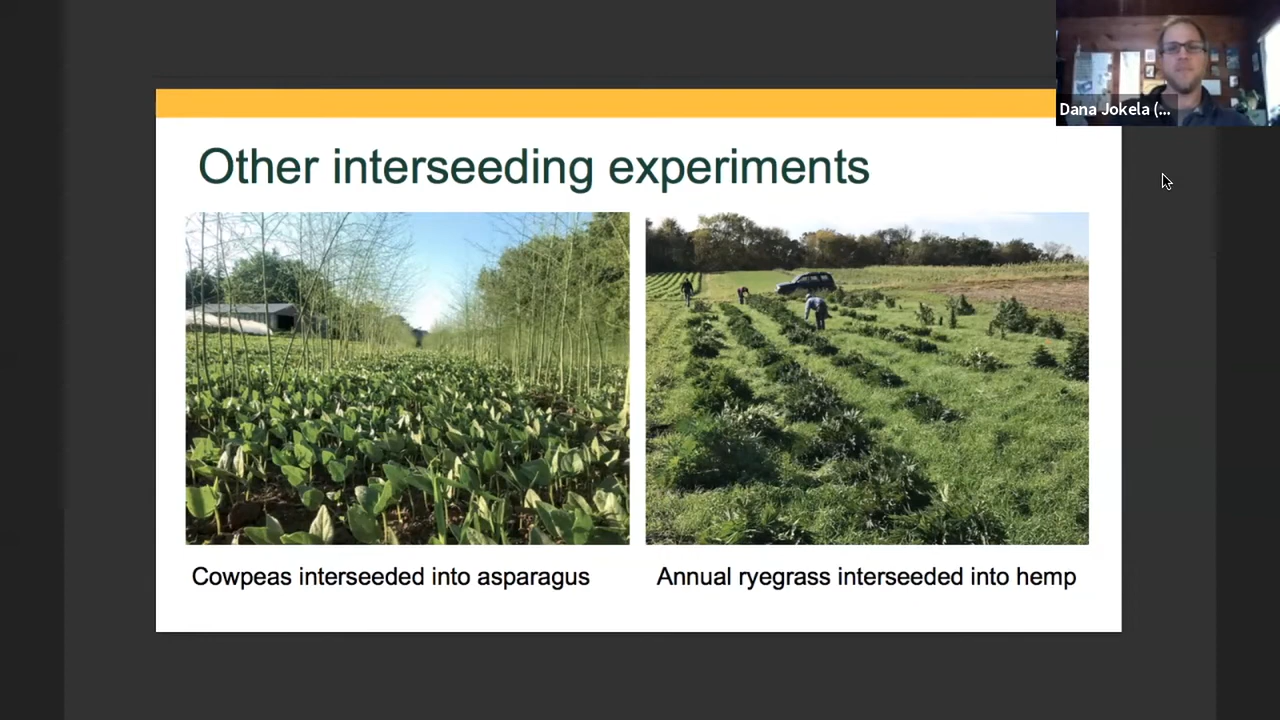 Dana Jokela (...
Other interseeding experiments
Cowpeas interseeded into asparagus
Annual ryegrass interseeded into hemp